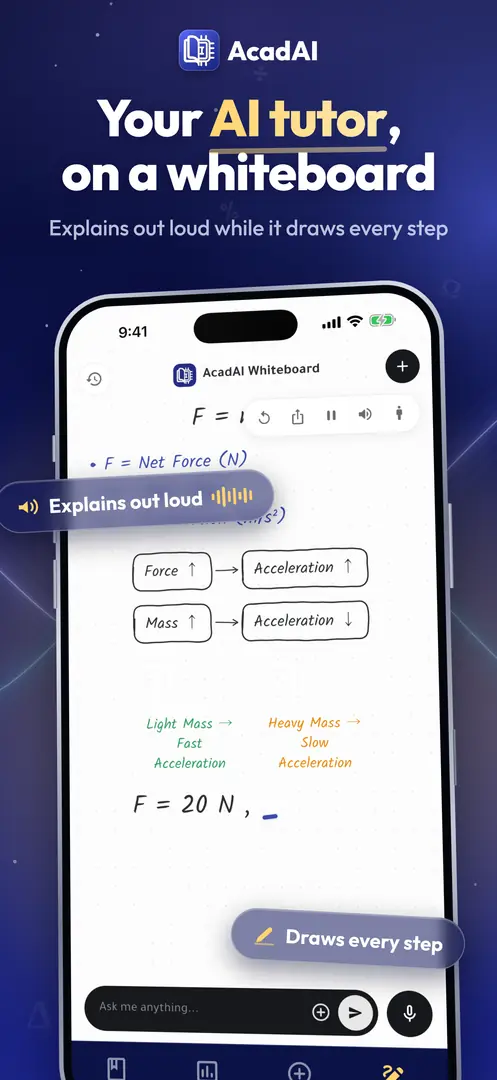 AcadAI
Your AI tutor,
on a whiteboard
Explains out loud while it draws every step
9:41
AcadAI Whiteboard
F =
• F = Net Force (N)
Explains out loud
Force ↑ → Acceleration ↑
Mass ↑ → Acceleration ↓
Light Mass →
Fast
Acceleration
Heavy Mass →
Slow
Acceleration
F = 20 N ,
Draws every step
Ask me anything...